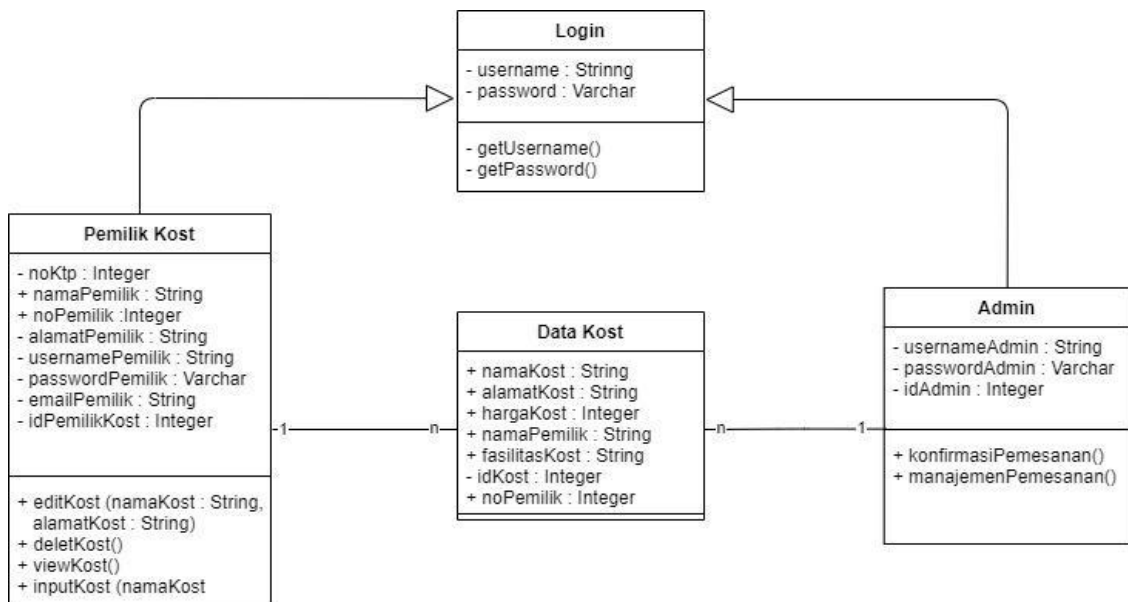 Login
- username : Strinng
- password : Varchar
- getUsername()
- getPassword()
Pemilik Kost
- noKtp : Integer
+ namaPemilik : String
+ noPemilik :Integer
- alamatPemilik : String
- usernamePemilik : String
- passwordPemilik : Varchar
- emailPemilik : String
- idPemilikKost : Integer
+ editKost (namaKost : String,
alamatKost : String)
+ deletKost()
+ viewKost()
+ inputKost (namaKost
1
n
Data Kost
+ namaKost : String
+ alamatKost : String
+ hargaKost : Integer
+ namaPemilik : String
+ fasilitasKost : String
- idKost : Integer
+ noPemilik : Integer
n
1
Admin
- usernameAdmin : String
- passwordAdmin : Varchar
- idAdmin : Integer
+ konfirmasiPemesanan()
+ manajemenPemesanan()